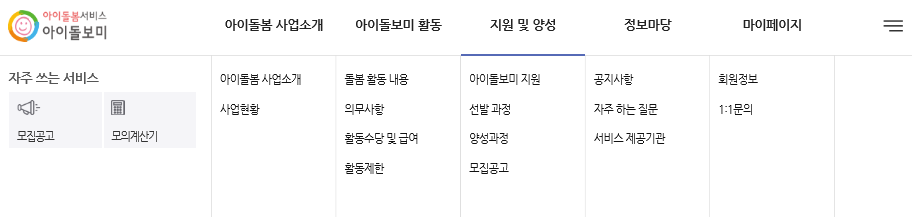 아이돌봄서비스
아이돌보미
아이돌봄 사업소개
아이돌보미 활동
지원 및 양성
정보마당
마이페이지
자주 쓰는 서비스
모집공고
모의계산기
아이돌봄 사업소개
사업현황
돌봄 활동 내용
의무사항
활동수당 및 급여
활동제한
아이돌보미 지원
선발 과정
양성과정
모집공고
공지사항
자주 하는 질문
서비스 제공기관
회원정보
1:1문의